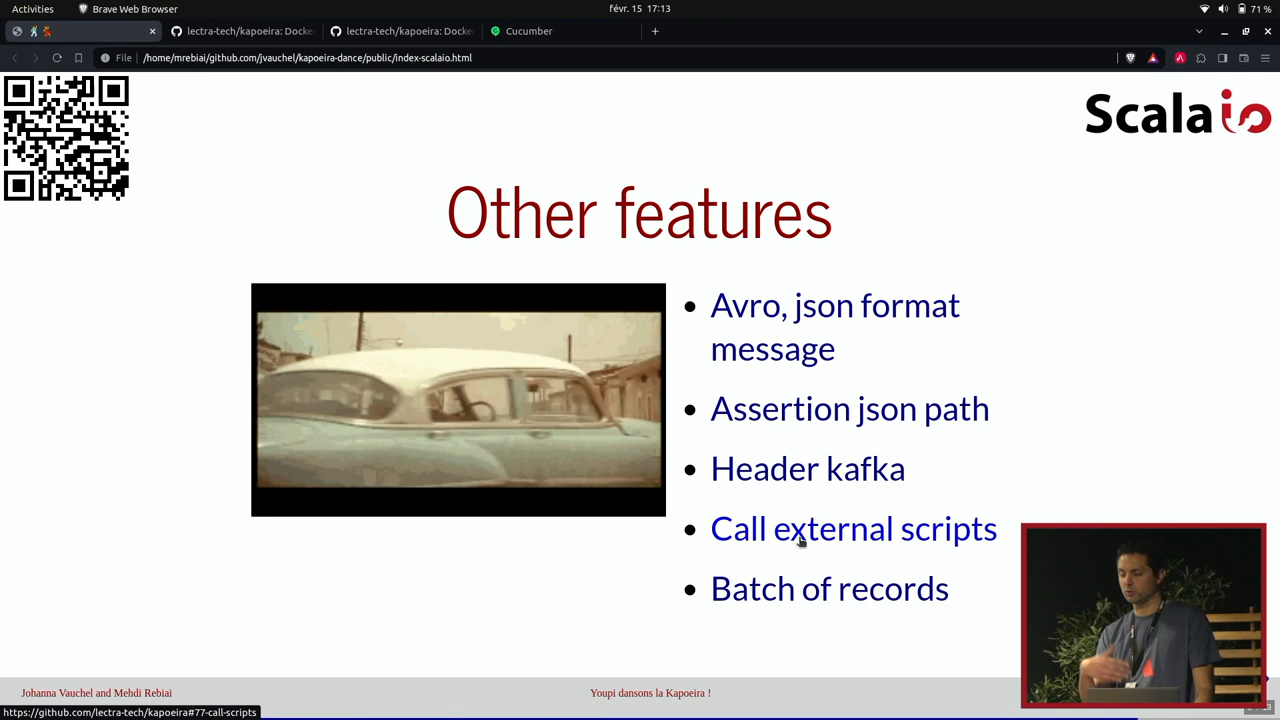 Activities
Brave Web Browser
févr. 15 17:13
71 %
lectra-tech/kapoeira: Docke
lectra-tech/kapoeira: Docke
Cucumber
File
/home/mrebiai/github.com/jvauchel/kapoeira-dance/public/index-scalaio.html
Scala io
Other features
Avro, json format
message
Assertion json path
Header kafka
Call external scripts
Batch of records
Johanna Vauchel and Mehdi Rebiai
Youpi dansons la Kapoeira !
https://github.com/lectra-tech/kapoeira#77-call-scripts